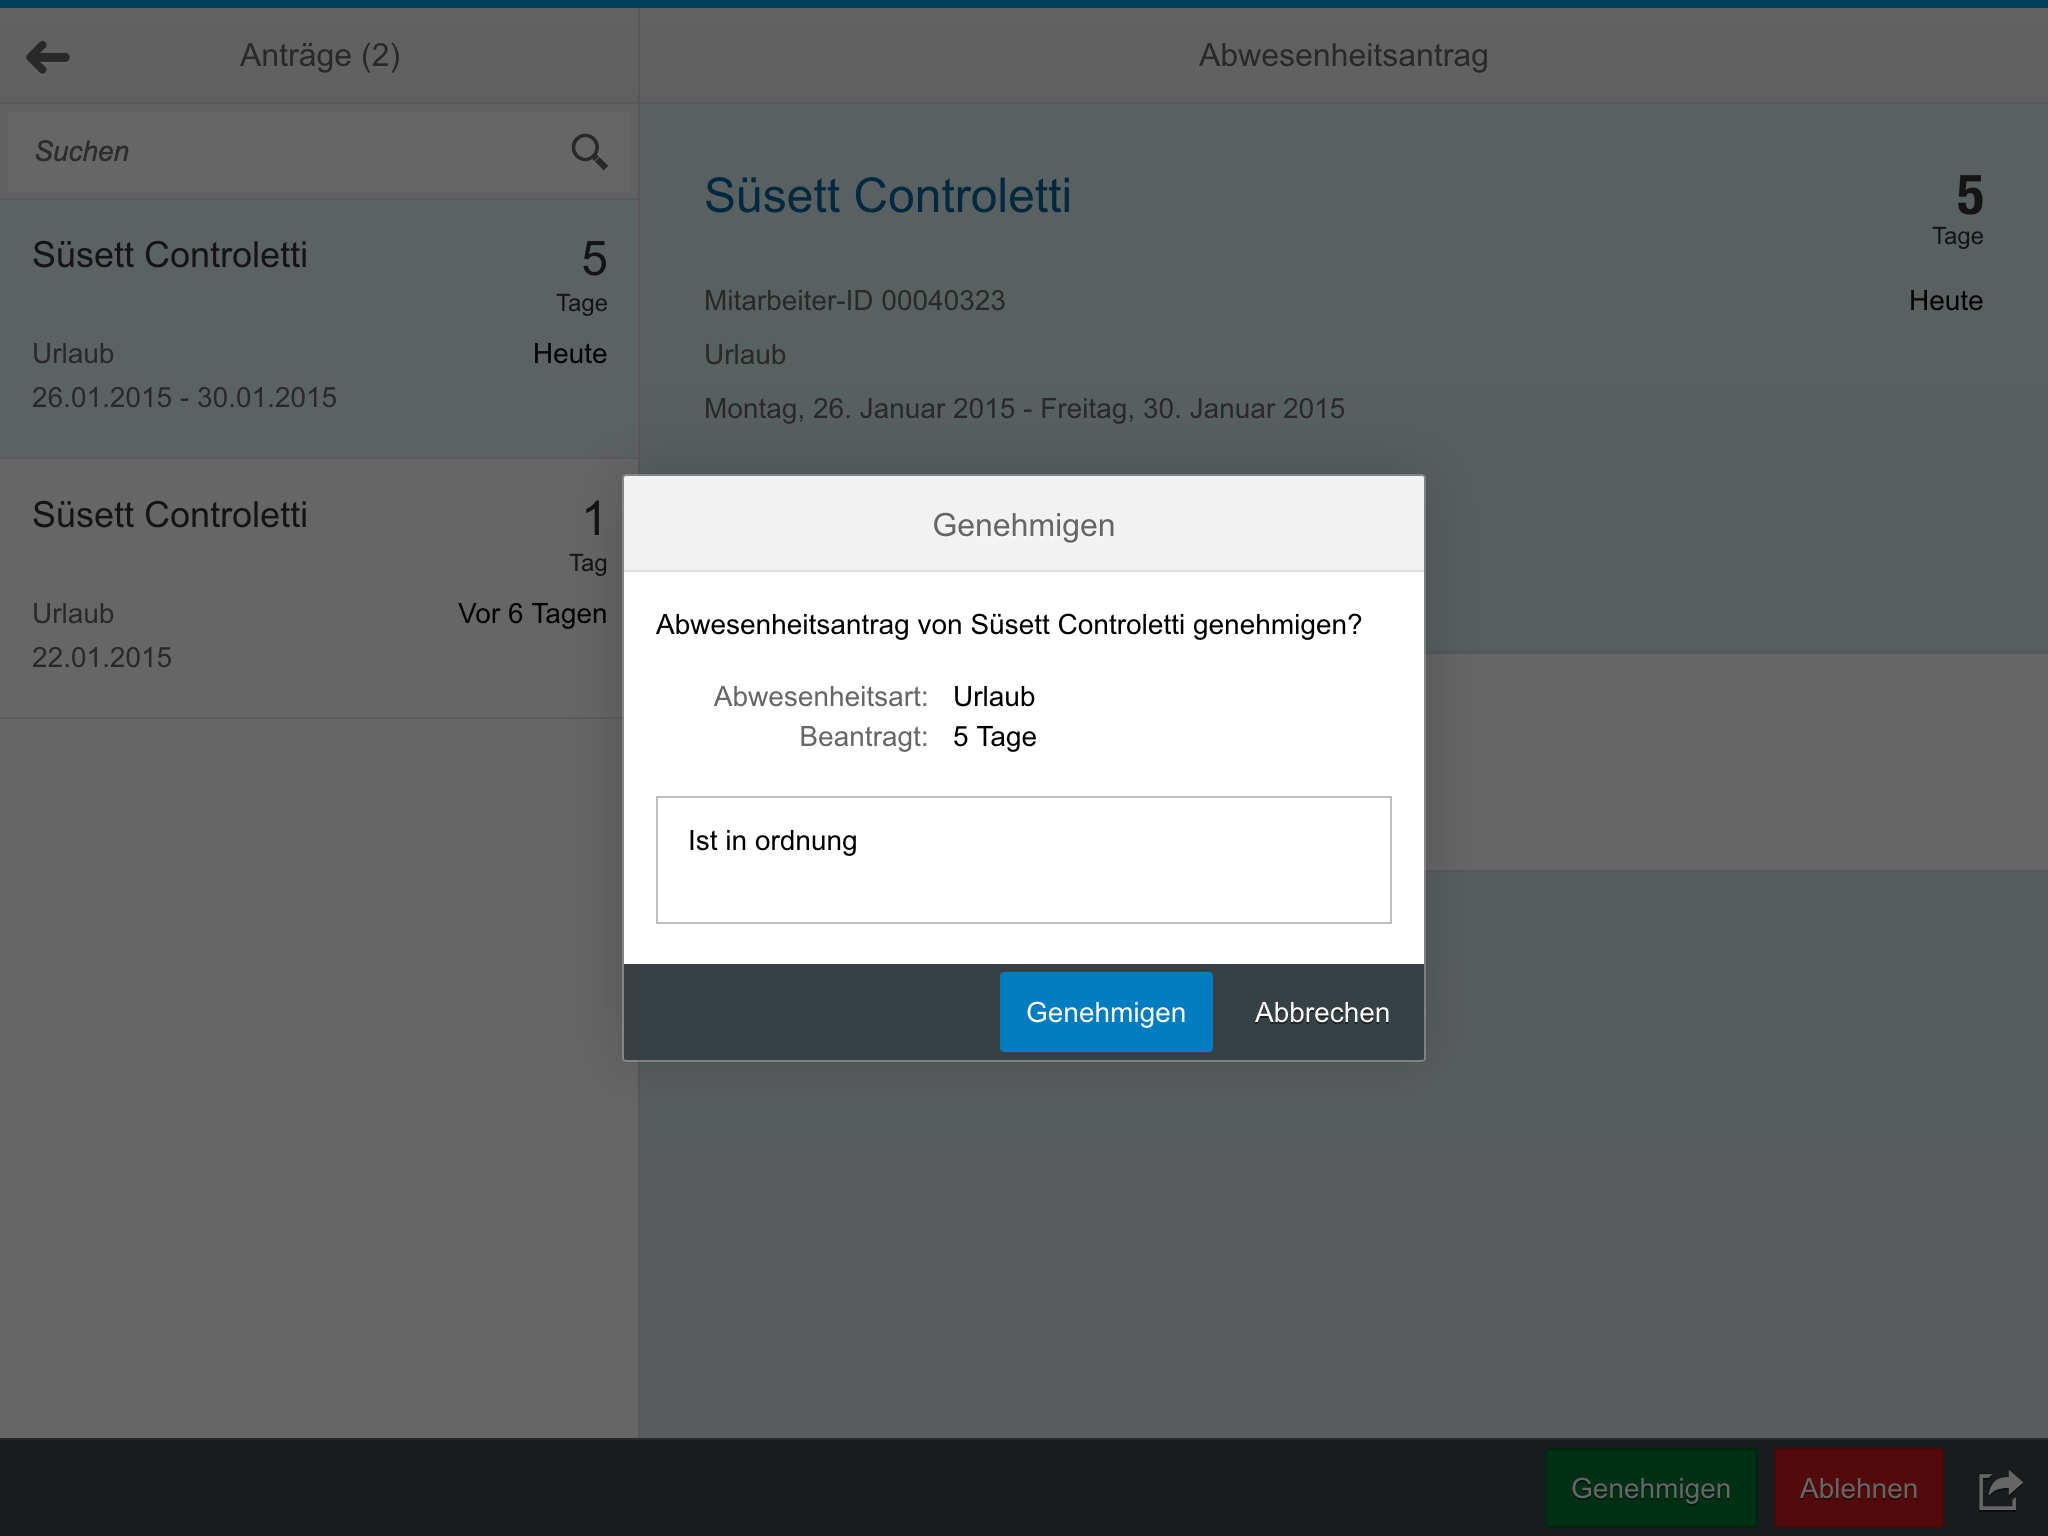 Anträge (2)
Abwesenheitsantrag
Suchen
Süsett Controletti
5
Tage
Urlaub
Heute
26.01.2015 - 30.01.2015
Süsett Controletti
1
Tag
Urlaub
Vor 6 Tagen
22.01.2015
Süsett Controletti
5
Tage
Mitarbeiter-ID 00040323
Heute
Urlaub
Montag, 26. Januar 2015 - Freitag, 30. Januar 2015
Genehmigen
Abwesenheitsantrag von Süsett Controletti genehmigen?
Abwesenheitsart: Urlaub
Beantragt: 5 Tage
Ist in ordnung
Genehmigen
Abbrechen
Genehmigen
Ablehnen